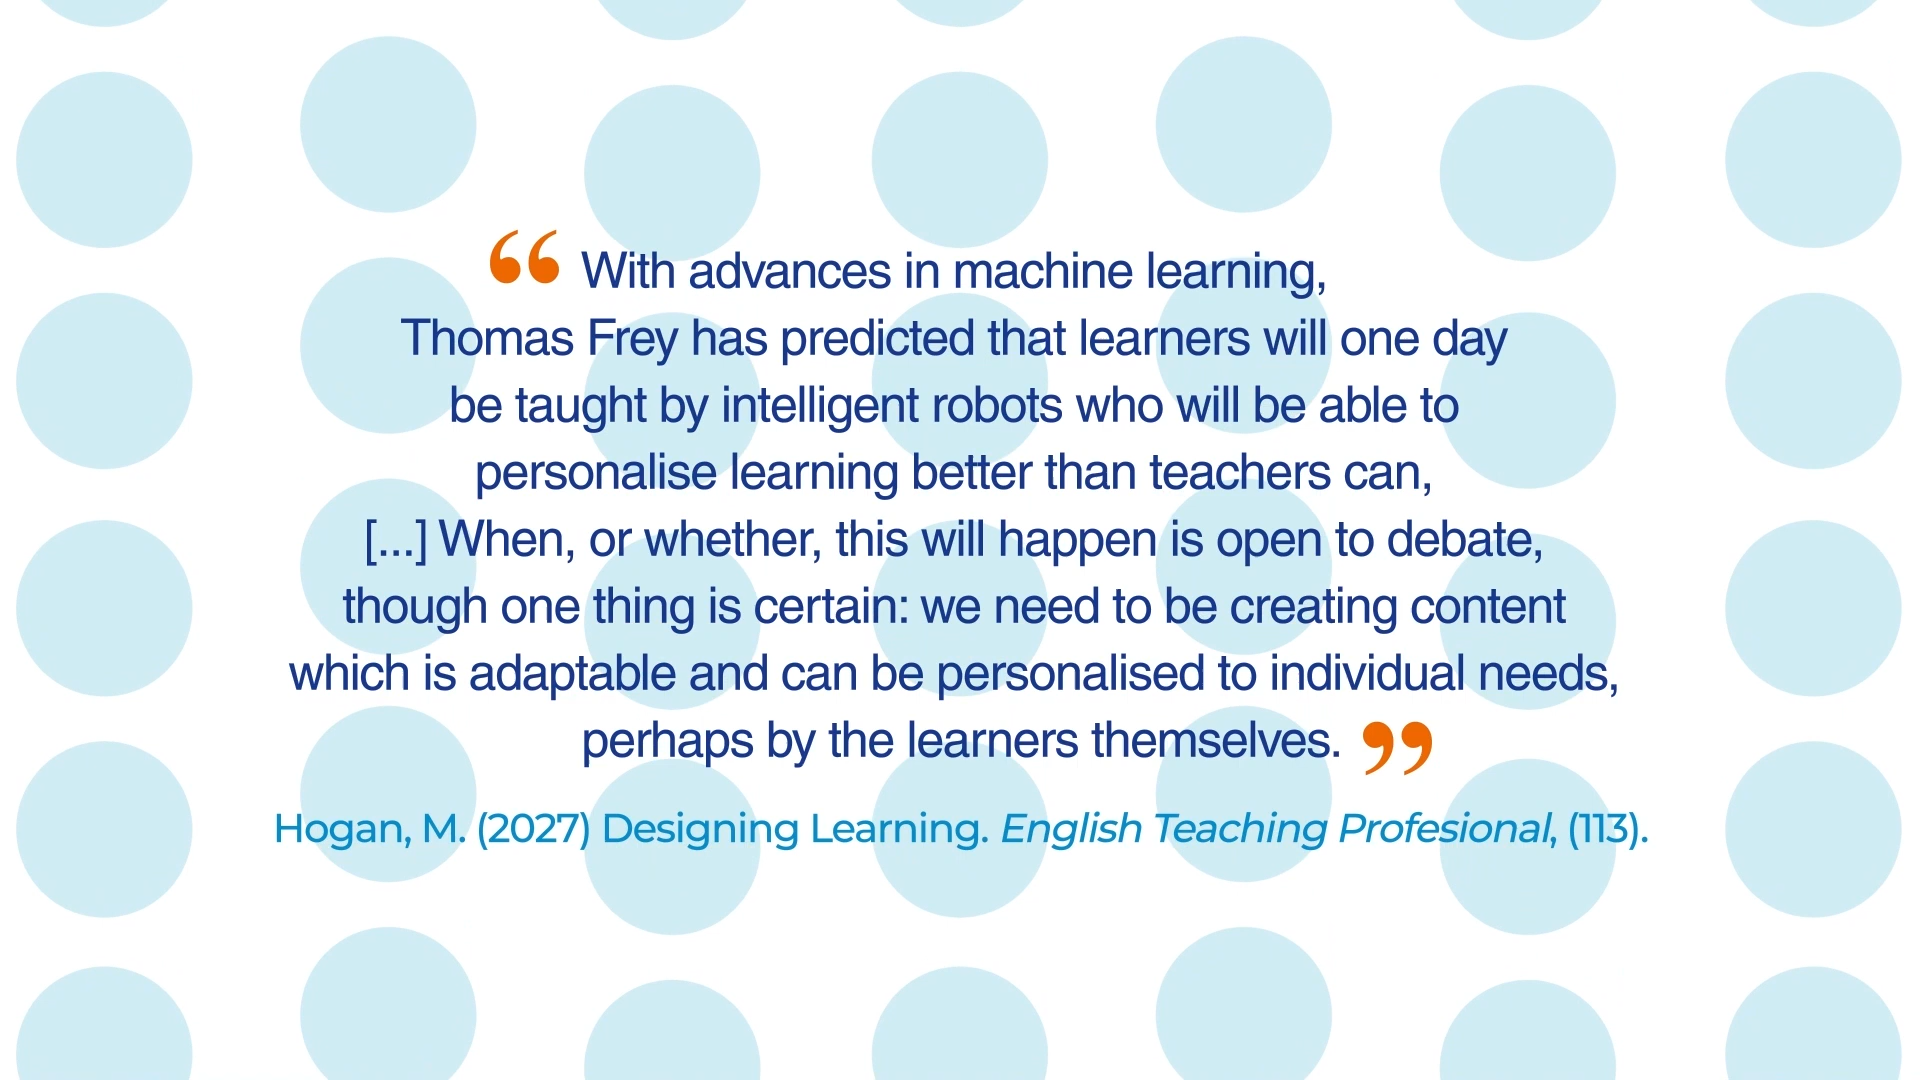 “ With advances in machine learning,
Thomas Frey has predicted that learners will one day
be taught by intelligent robots who will be able to
personalise learning better than teachers can,
[...] When, or whether, this will happen is open to debate,
though one thing is certain: we need to be creating content
which is adaptable and can be personalised to individual needs,
perhaps by the learners themselves. ”
Hogan, M. (2027) Designing Learning. English Teaching Profesional, (113).